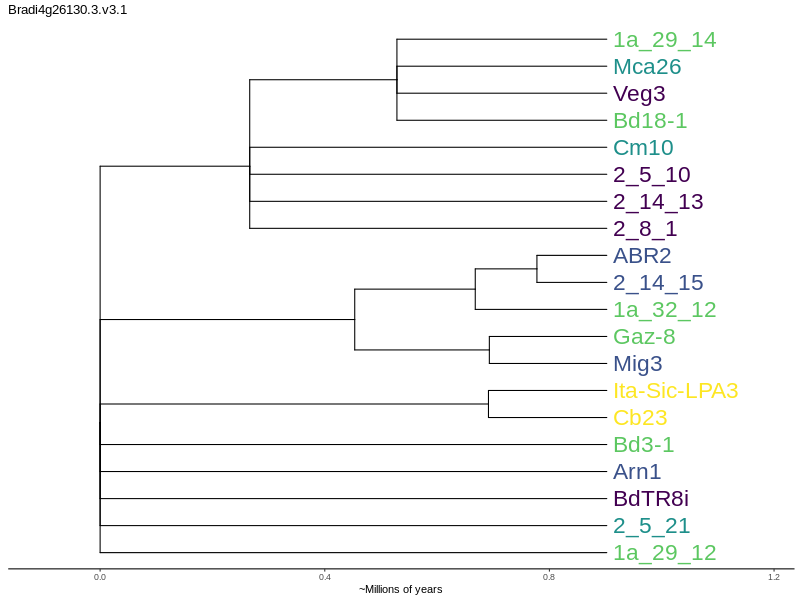 Bradi4g26130.3.v3.1
1a_29_14
Mca26
Veg3
Bd18-1
Cm10
2_5_10
2_14_13
2_8_1
ABR2
2_14_15
1a_32_12
Gaz-8
Mig3
Ita-Sic-LPA3
Cb23
Bd3-1
Arn1
BdTR8i
2_5_21
1a_29_12
0.0 0.4 0.8 1.2
~Millions of years